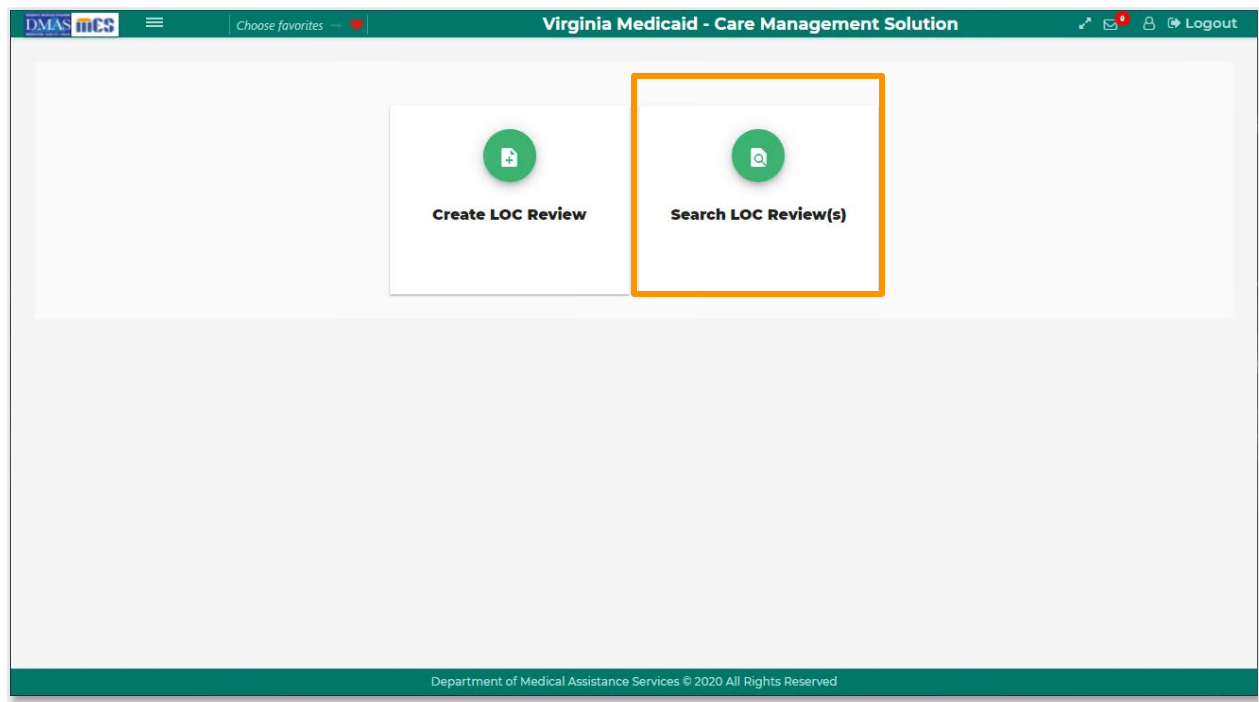 DMAS mes
Choose favorites —
Virginia Medicaid - Care Management Solution
0
Logout
Create LOC Review
Search LOC Review(s)
Department of Medical Assistance Services © 2020 All Rights Reserved